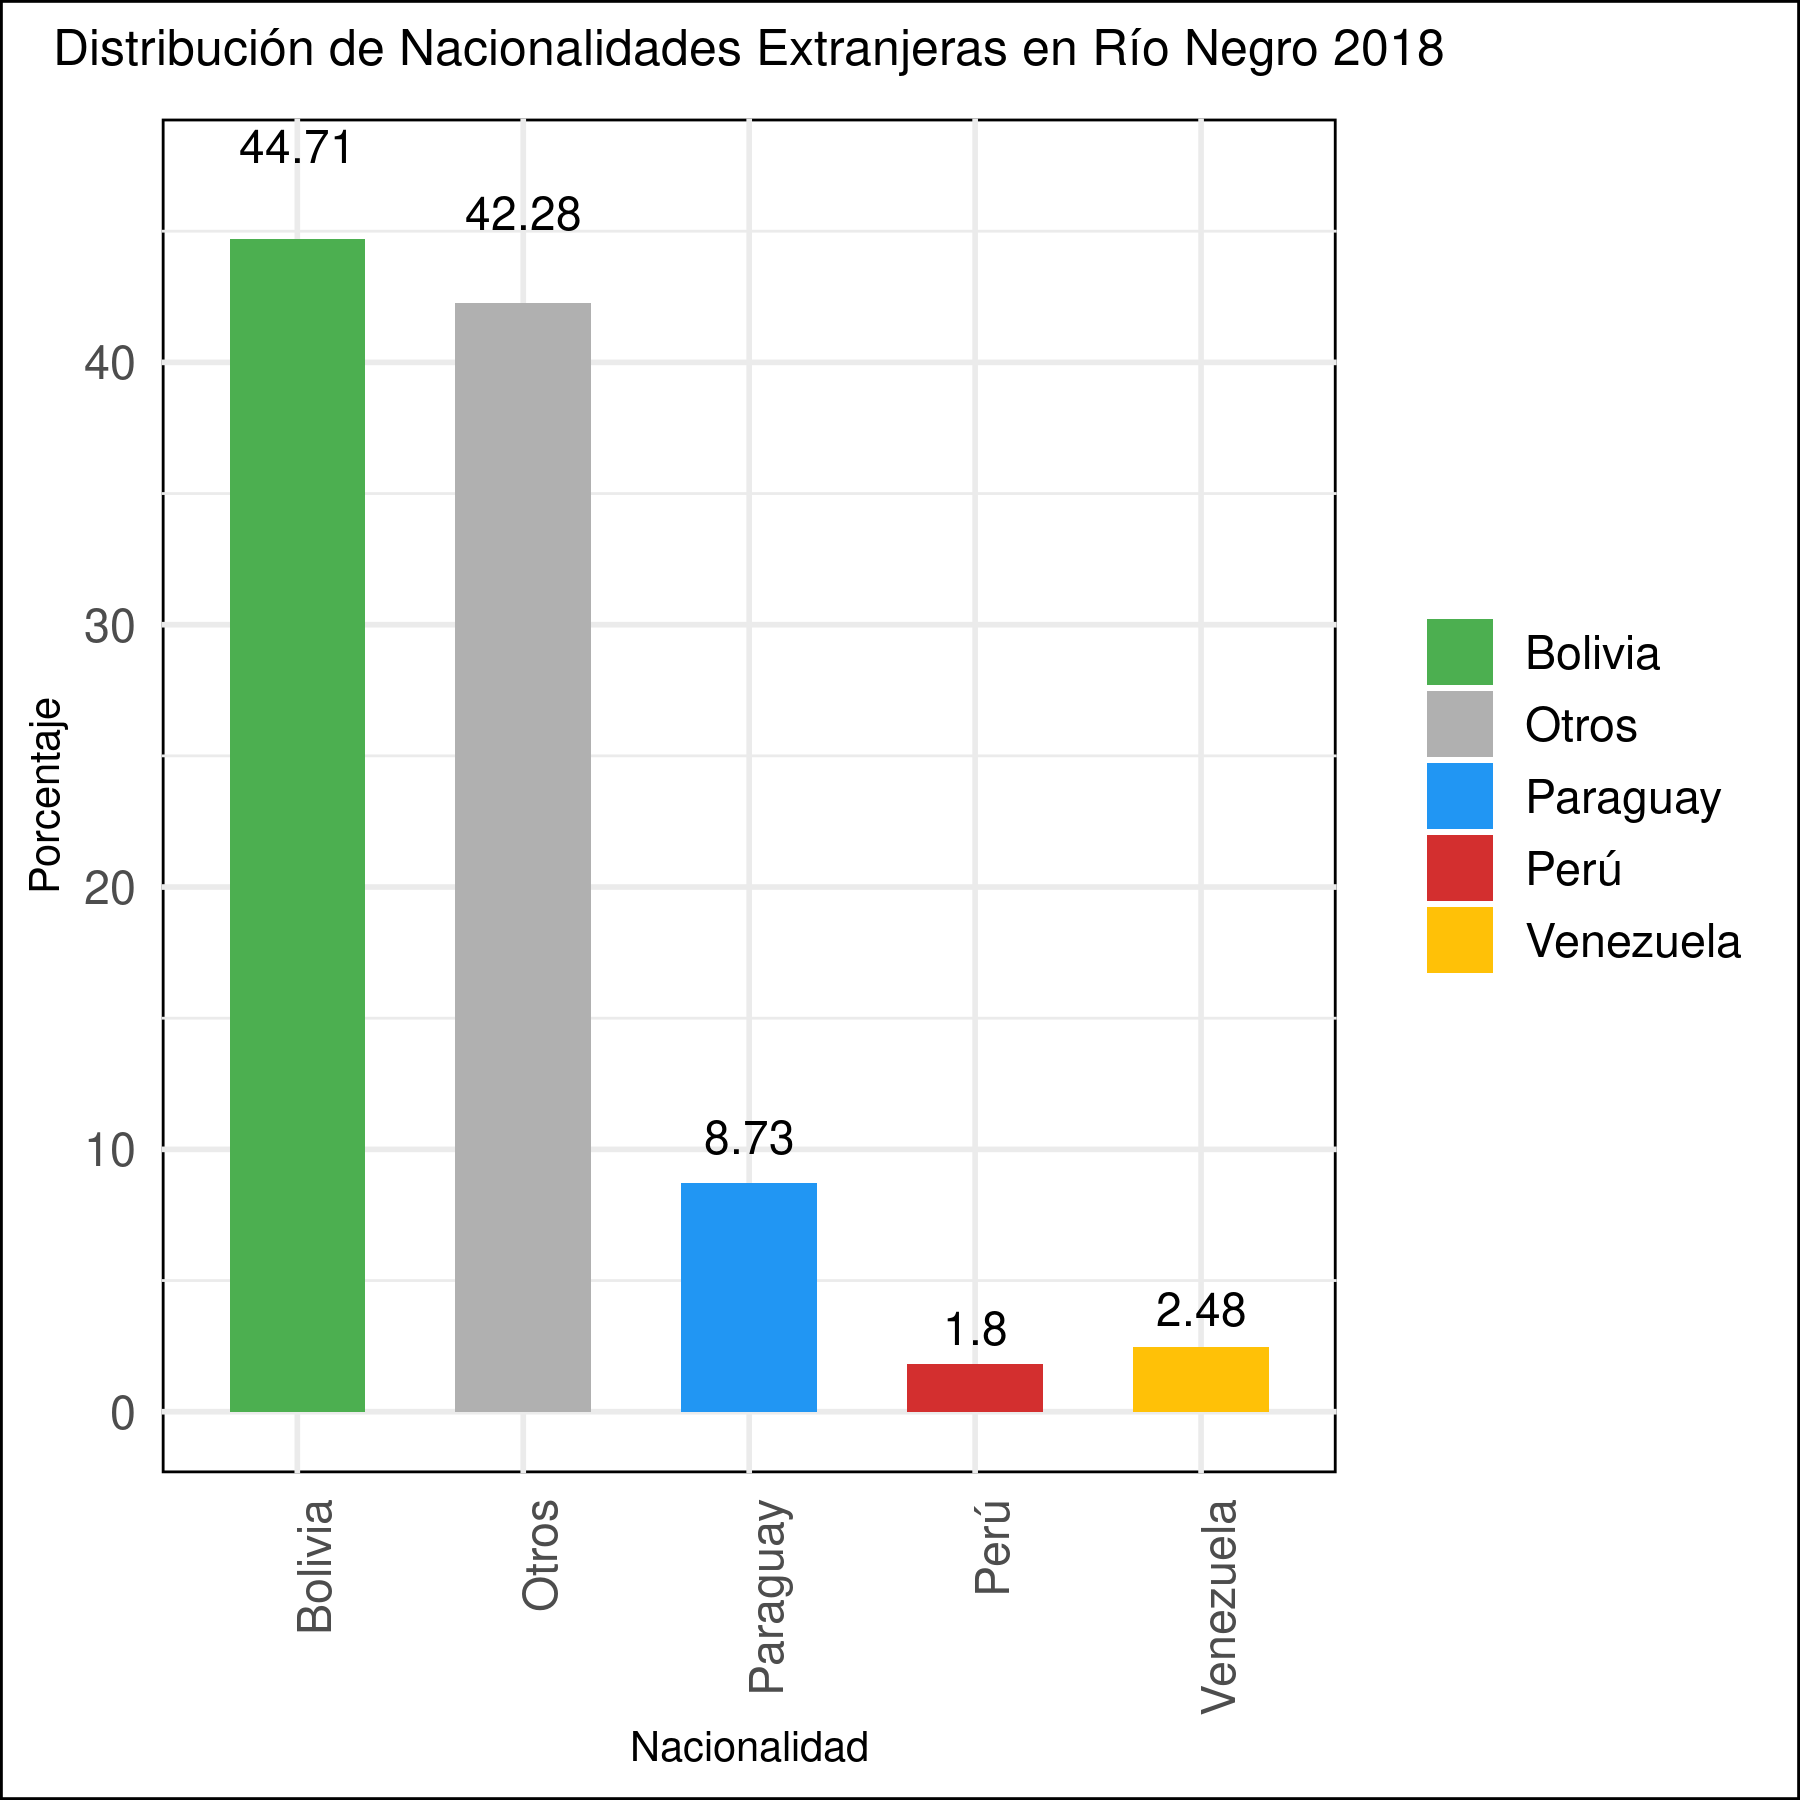 Distribución de Nacionalidades Extranjeras en Río Negro 2018
44.71
42.28
8.73
1.8
2.48
40
30
20
10
0
Porcentaje
Bolivia
Otros
Paraguay
Perú
Venezuela
Nacionalidad
Bolivia
Otros
Paraguay
Perú
Venezuela